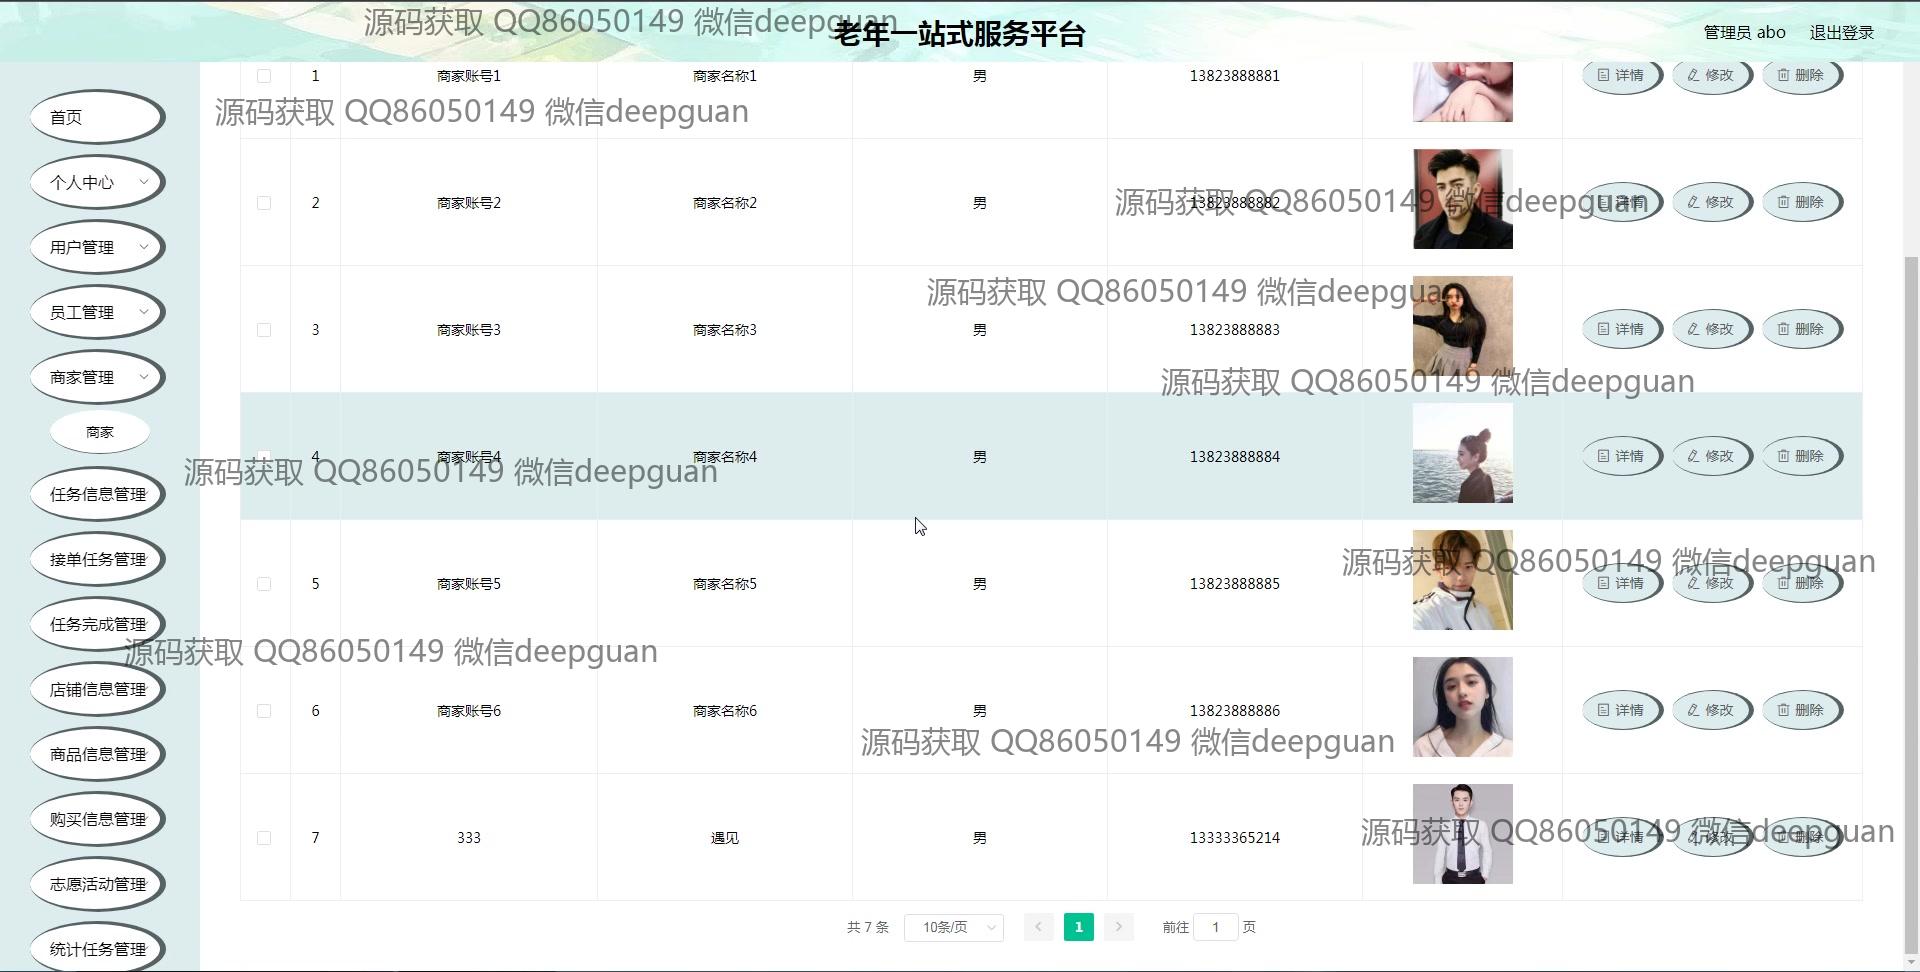 源码获取 QQ86050149 微信deepguan
老年一站式服务平台
管理员 abo
退出登录
首页
个人中心
用户管理
员工管理
商家管理
商家
任务信息管理
接单任务管理
任务完成管理
店铺信息管理
商品信息管理
购买信息管理
志愿活动管理
统计任务管理
1 商家账号1 商家名称1 男 13823888881 详情 修改 删除
源码获取 QQ86050149 微信deepguan
2 商家账号2 商家名称2 男 13823888882 详情 修改 删除
源码获取 QQ86050149 微信deepguan
源码获取 QQ86050149 微信deepguan
3 商家账号3 商家名称3 男 13823888883 详情 修改 删除
源码获取 QQ86050149 微信deepguan
4 商家账号4 商家名称4 男 13823888884 详情 修改 删除
源码获取 QQ86050149 微信deepguan
源码获取 QQ86050149 微信deepguan
5 商家账号5 商家名称5 男 13823888885 详情 修改 删除
源码获取 QQ86050149 微信deepguan
6 商家账号6 商家名称6 男 13823888886 详情 修改 删除
源码获取 QQ86050149 微信deepguan
7 333 遇见 男 13333365214 详情 修改 删除
源码获取 QQ86050149 微信deepguan
共 7 条 10条/页 1 前往 1 页